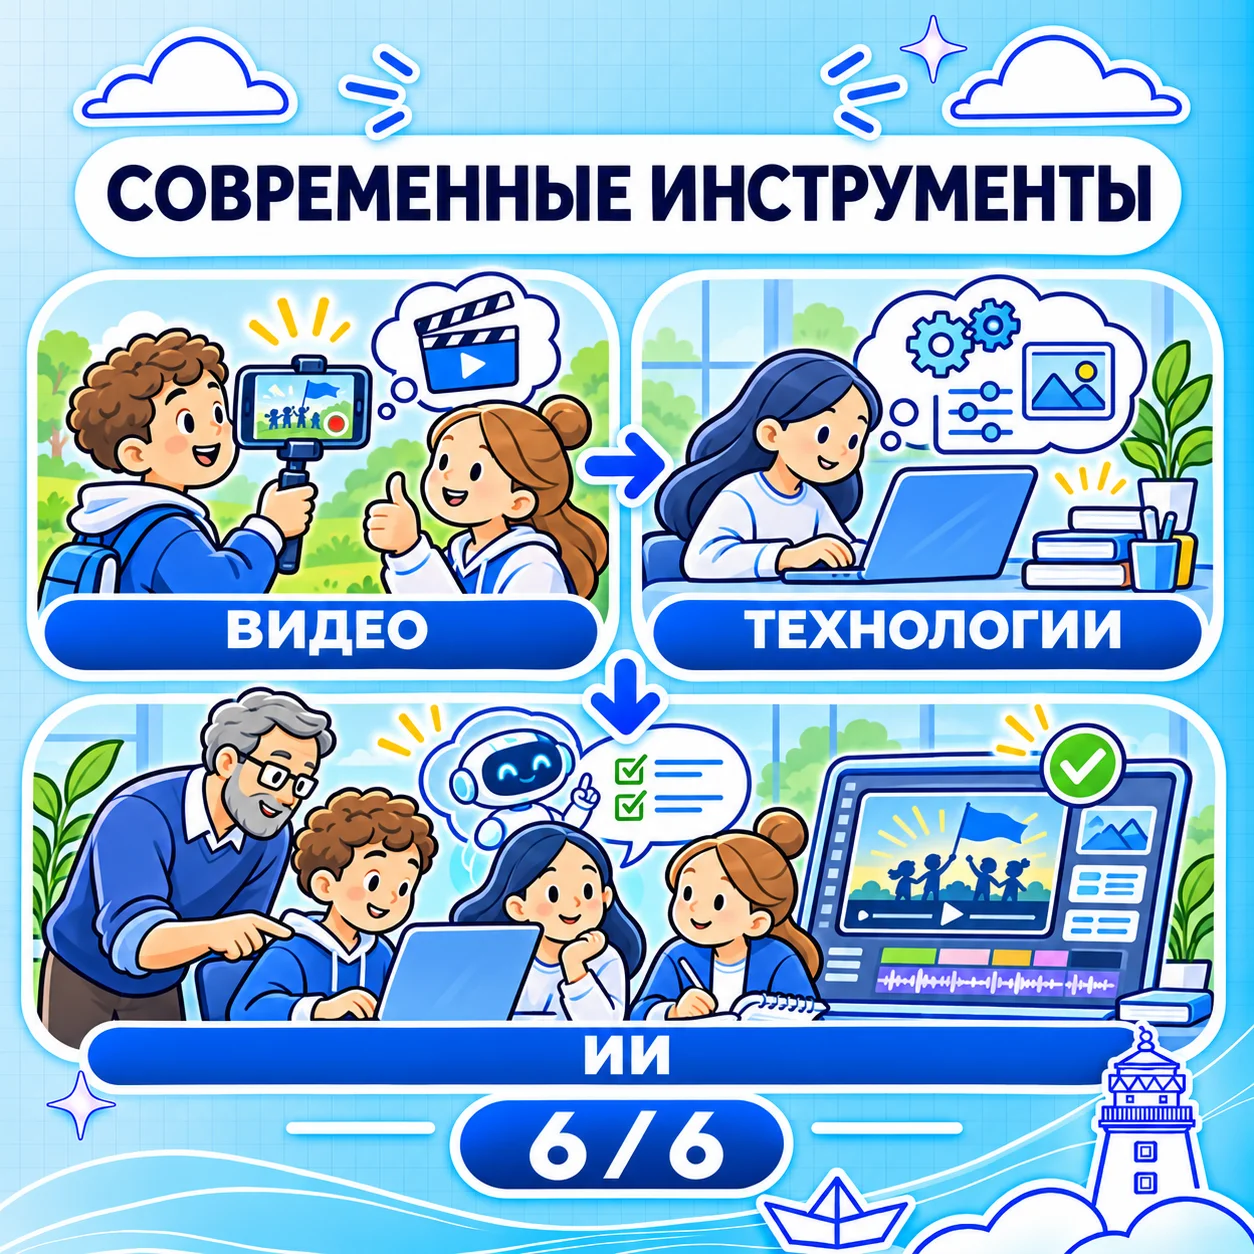 СОВРЕМЕННЫЕ ИНСТРУМЕНТЫ
ВИДЕО
ТЕХНОЛОГИИ
ИИ
6/6